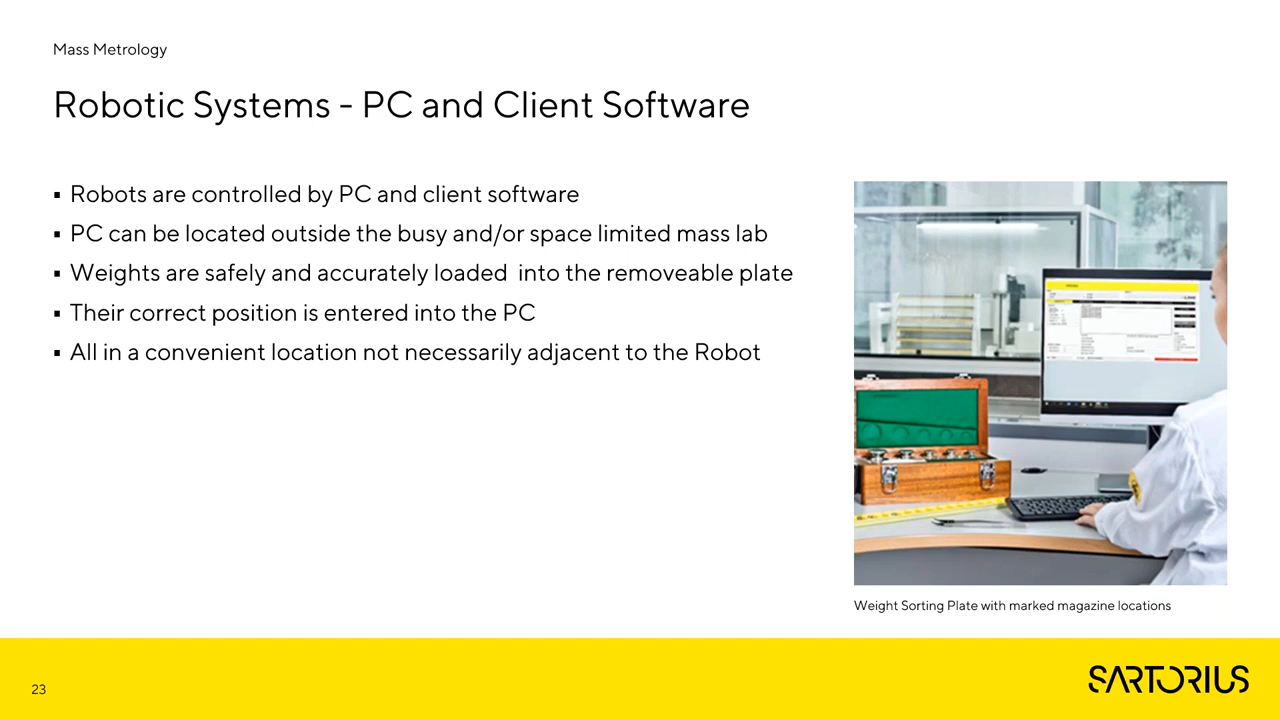 Mass Metrology
Robotic Systems - PC and Client Software
▪ Robots are controlled by PC and client software
▪ PC can be located outside the busy and/or space limited mass lab
▪ Weights are safely and accurately loaded  into the removeable plate
▪ Their correct position is entered into the PC
▪ All in a convenient location not necessarily adjacent to the Robot
Weight Sorting Plate with marked magazine locations
23
SARTORIUS